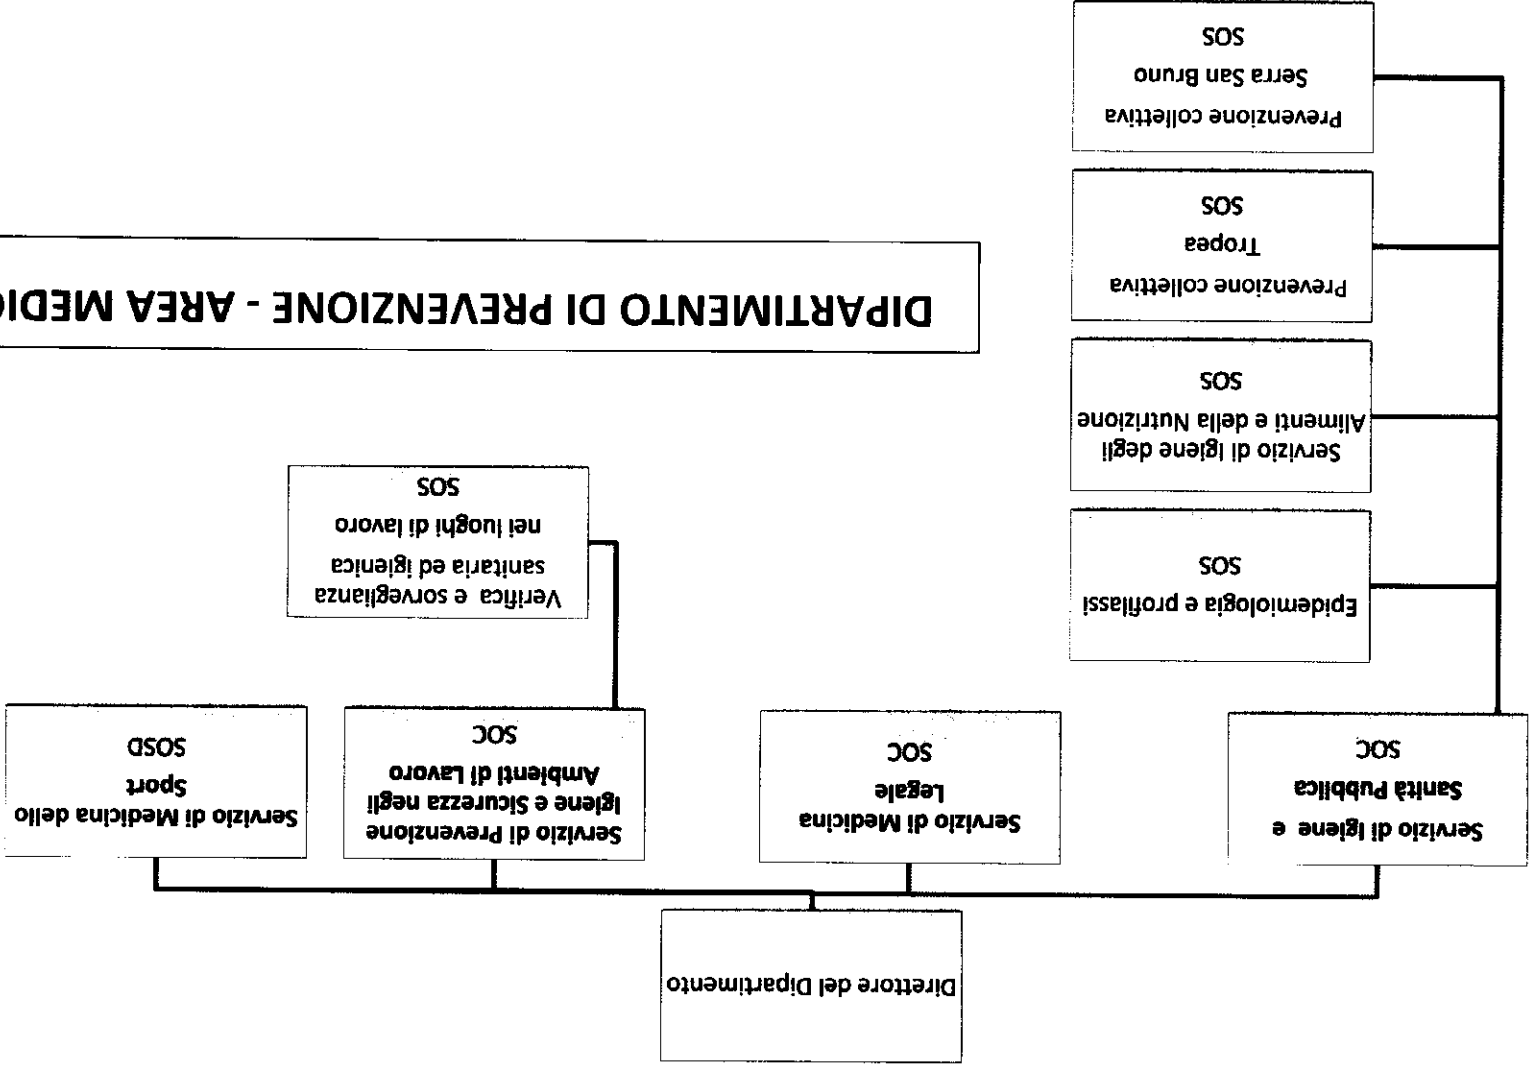 Direttore del Dipartimento
Servizio di Igiene e
Sanità Pubblica
SOC
Servizio di Medicina
Legale
SOC
Servizio di Prevenzione
Igiene e Sicurezza negli
Ambienti di Lavoro
SOC
Servizio di Medicina dello
Sport
SOSD
Epidemiologia e profilassi
SOS
Servizio di Igiene degli
Alimenti e della Nutrizione
SOS
Prevenzione collettiva
Tropea
SOS
Prevenzione collettiva
Serra San Bruno
SOS
Verifica e sorveglianza
sanitaria ed igienica
nei luoghi di lavoro
SOS
DIPARTIMENTO DI PREVENZIONE - AREA MEDIC